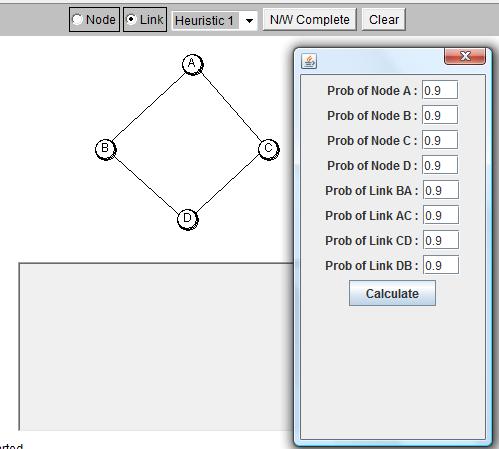 Node Link Heuristic 1 N/W Complete Clear
A
B
C
D
Prob of Node A : 0.9
Prob of Node B : 0.9
Prob of Node C : 0.9
Prob of Node D : 0.9
Prob of Link BA : 0.9
Prob of Link AC : 0.9
Prob of Link CD : 0.9
Prob of Link DB : 0.9
Calculate